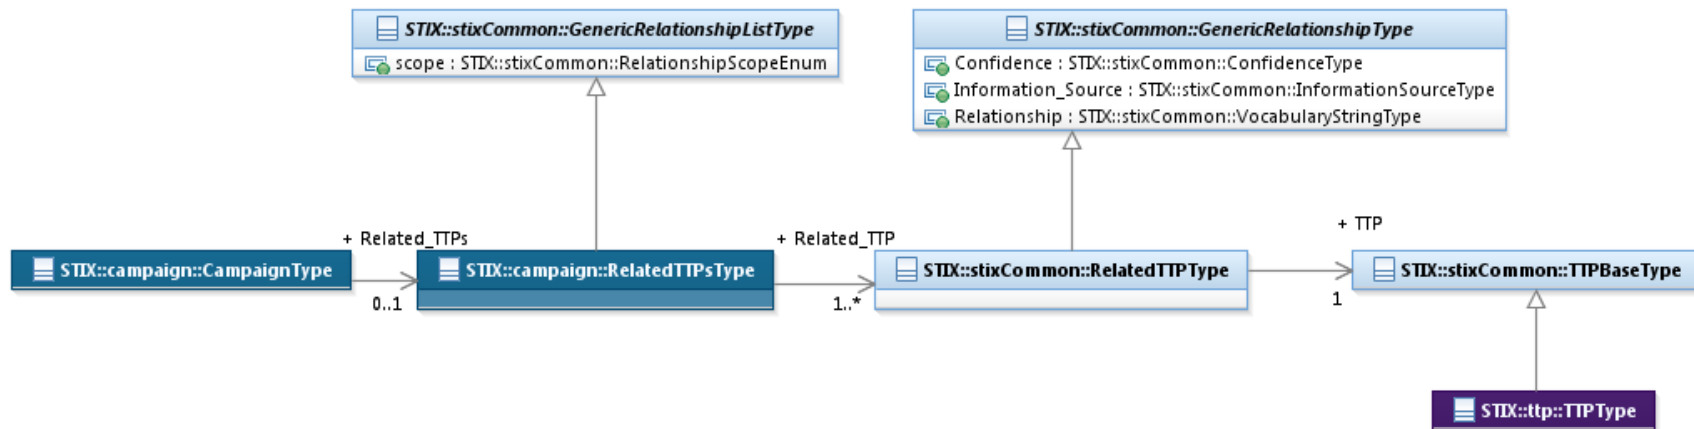 STIX::stixCommon::GenericRelationshipListType
scope : STIX::stixCommon::RelationshipScopeEnum
STIX::stixCommon::GenericRelationshipType
Confidence : STIX::stixCommon::ConfidenceType
Information_Source : STIX::stixCommon::InformationSourceType
Relationship : STIX::stixCommon::VocabularyStringType
+ Related_TTPs
+ Related_TTP
+ TTP
STIX::campaign::CampaignType
STIX::campaign::RelatedTTPsType
STIX::stixCommon::RelatedTTPType
STIX::stixCommon::TTPBaseType
0..1
1..*
1
STIX::ttp::TTPType